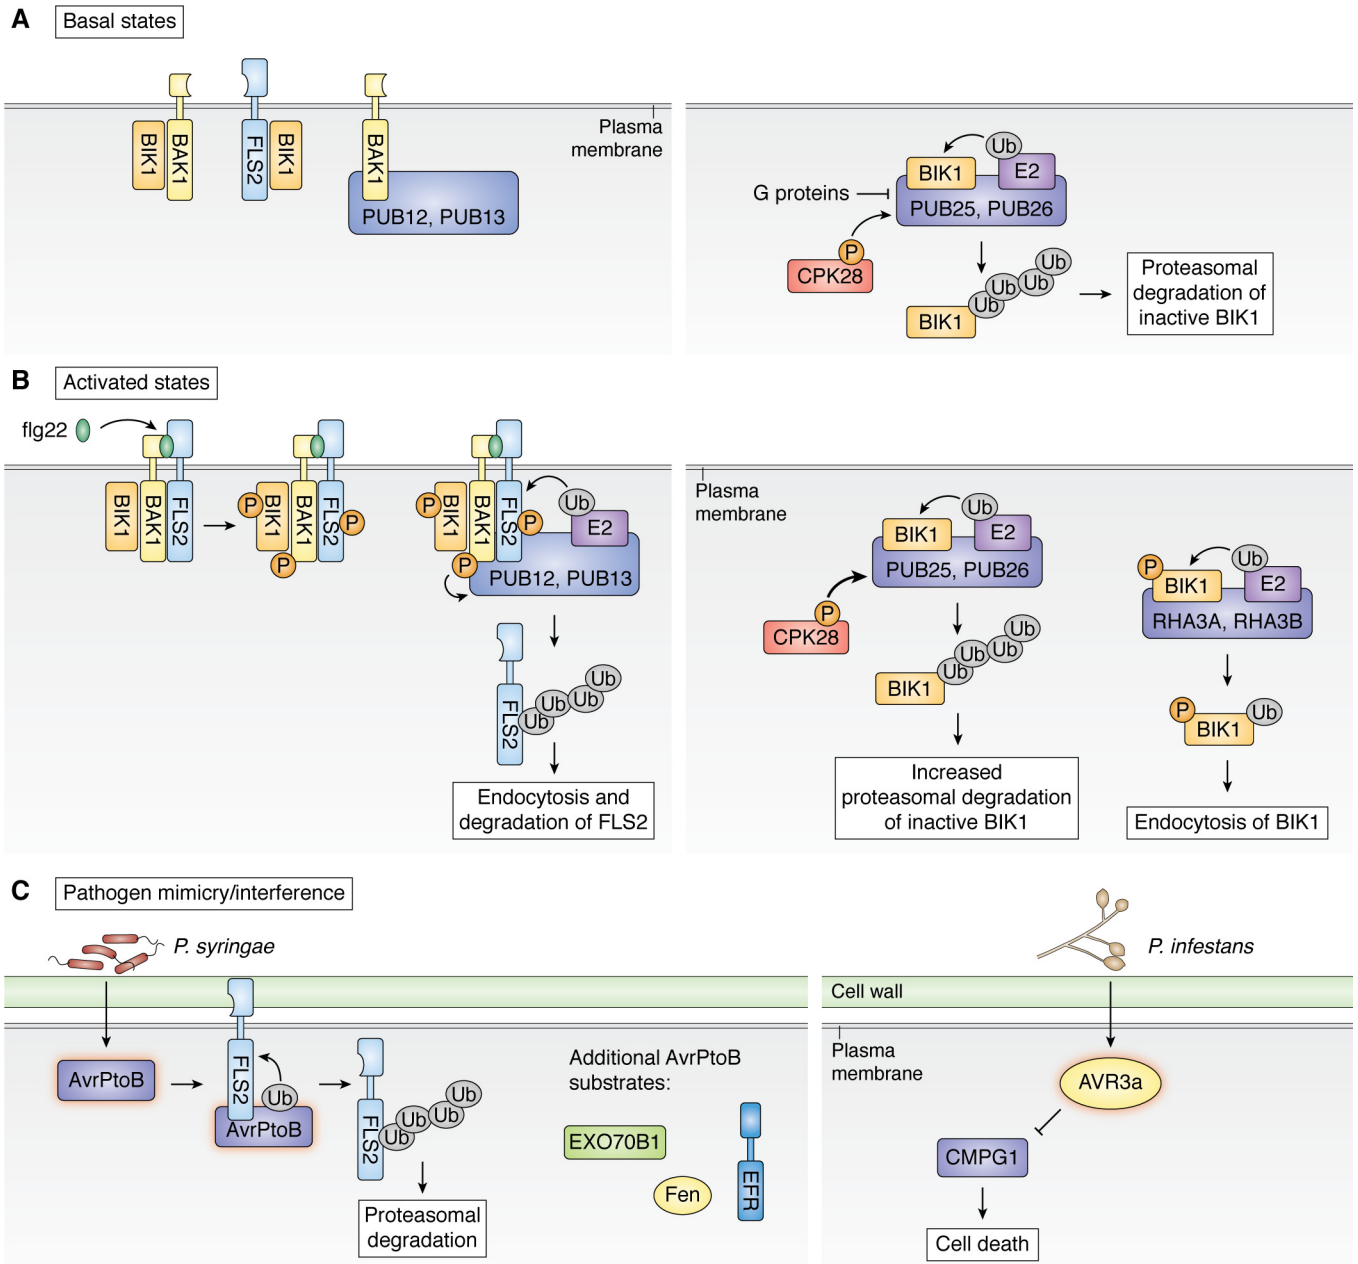 A
Basal states
BIK1
BAK1
FLS2
BIK1
BAK1
PUB12, PUB13
Plasma
membrane
G proteins
BIK1
Ub
E2
PUB25, PUB26
P
CPK28
BIK1
Ub
Ub
Ub
Ub
Proteasomal
degradation of
inactive BIK1
B
Activated states
flg22
BIK1
BAK1
FLS2
P
BIK1
BAK1
FLS2
P
P
P
BIK1
BAK1
FLS2
P
P
Ub
E2
PUB12, PUB13
FLS2
Ub
Ub
Ub
Ub
Endocytosis and
degradation of FLS2
Plasma
membrane
BIK1
Ub
E2
PUB25, PUB26
P
CPK28
BIK1
Ub
Ub
Ub
Ub
Increased
proteasomal degradation
of inactive BIK1
P
BIK1
Ub
E2
RHA3A, RHA3B
P
BIK1
Ub
Endocytosis of BIK1
C
Pathogen mimicry/interference
P. syringae
AvrPtoB
FLS2
Ub
AvrPtoB
FLS2
Ub
Ub
Ub
Ub
Proteasomal
degradation
Additional AvrPtoB
substrates:
EXO70B1
Fen
EFR
P. infestans
Cell wall
Plasma
membrane
AVR3a
CMPG1
Cell death